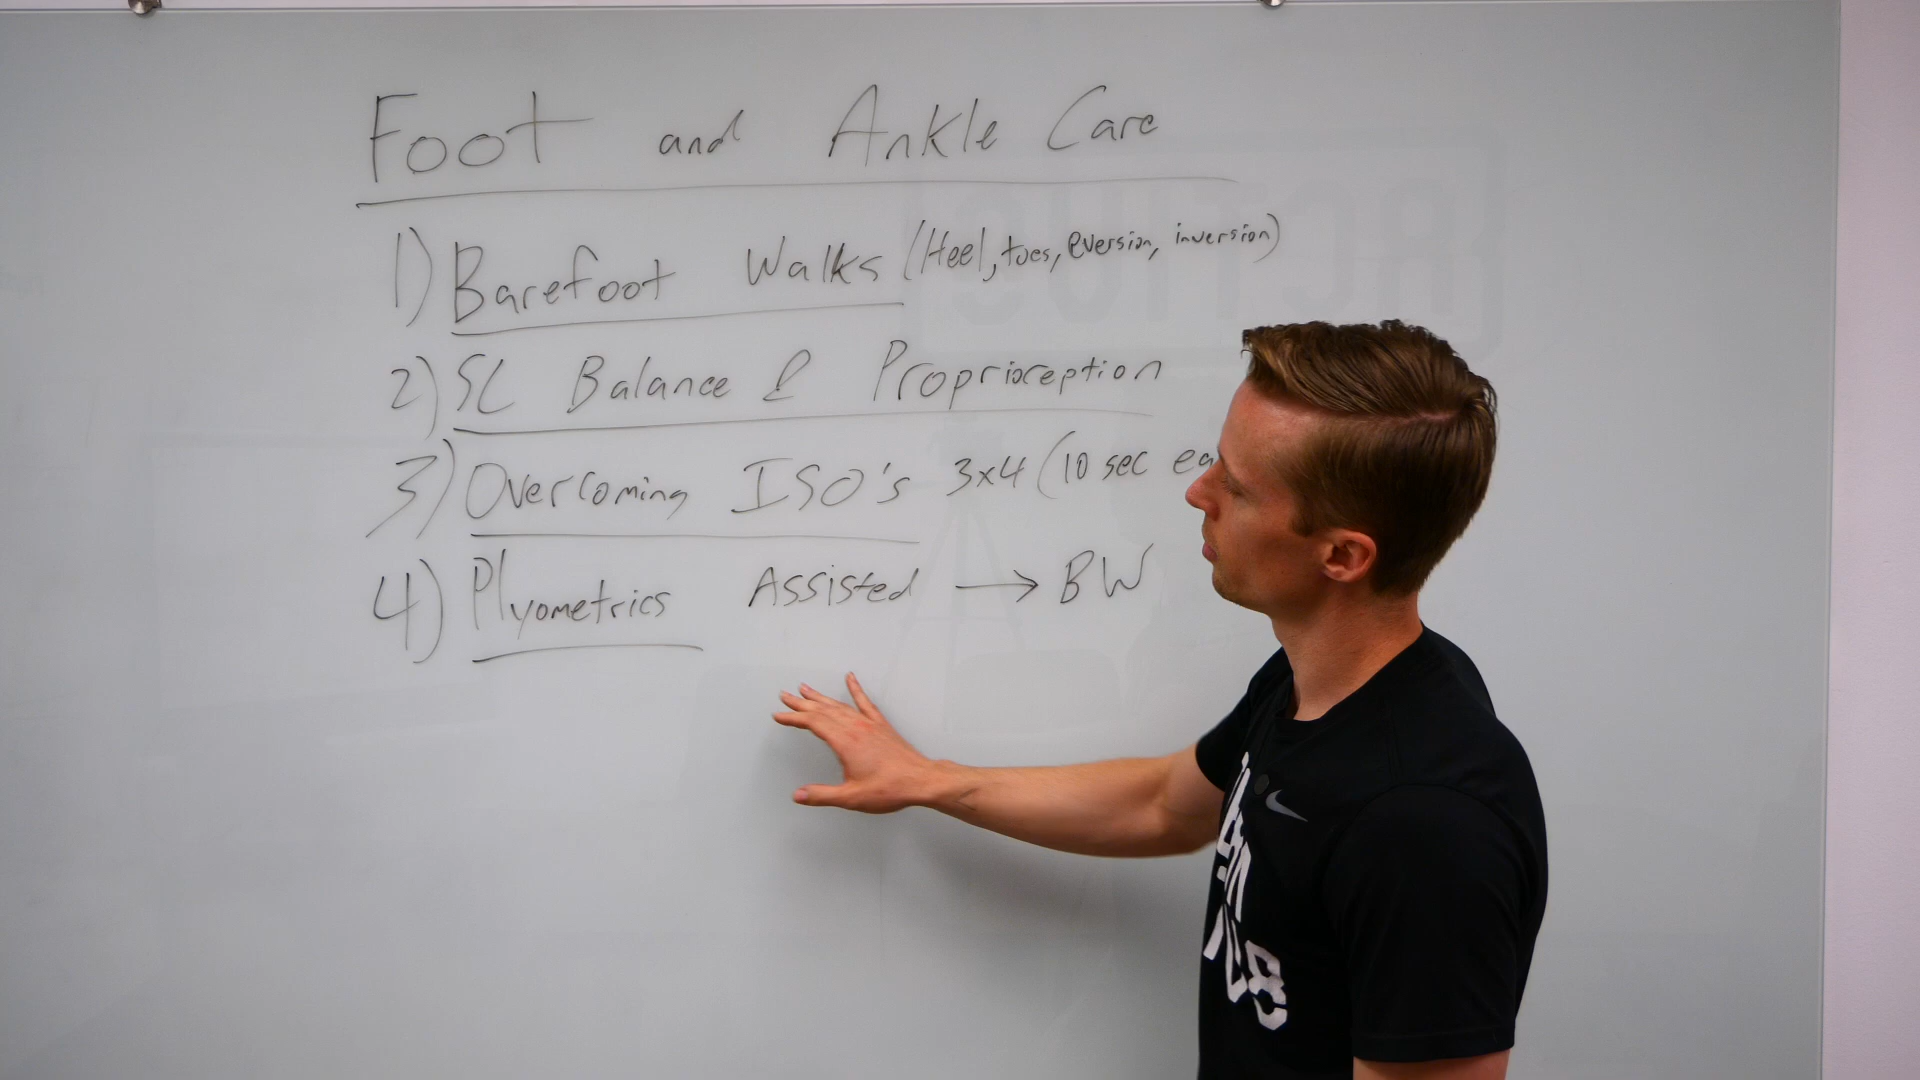 Foot and Ankle Care
1) Barefoot Walks (Heel, toes, eversion, inversion)
2) SL Balance & Proprioception
3) Overcoming ISO's 3x4 (10 sec ea
4) Plyometrics Assisted → BW